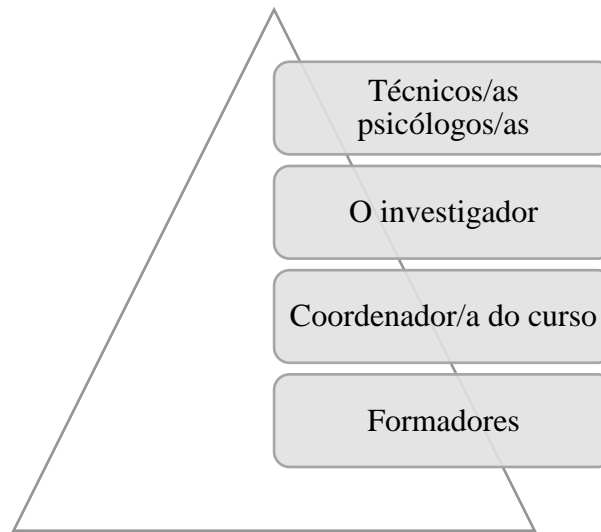 Técnicos/as
psicólogos/as
O investigador
Coordenador/a do curso
Formadores